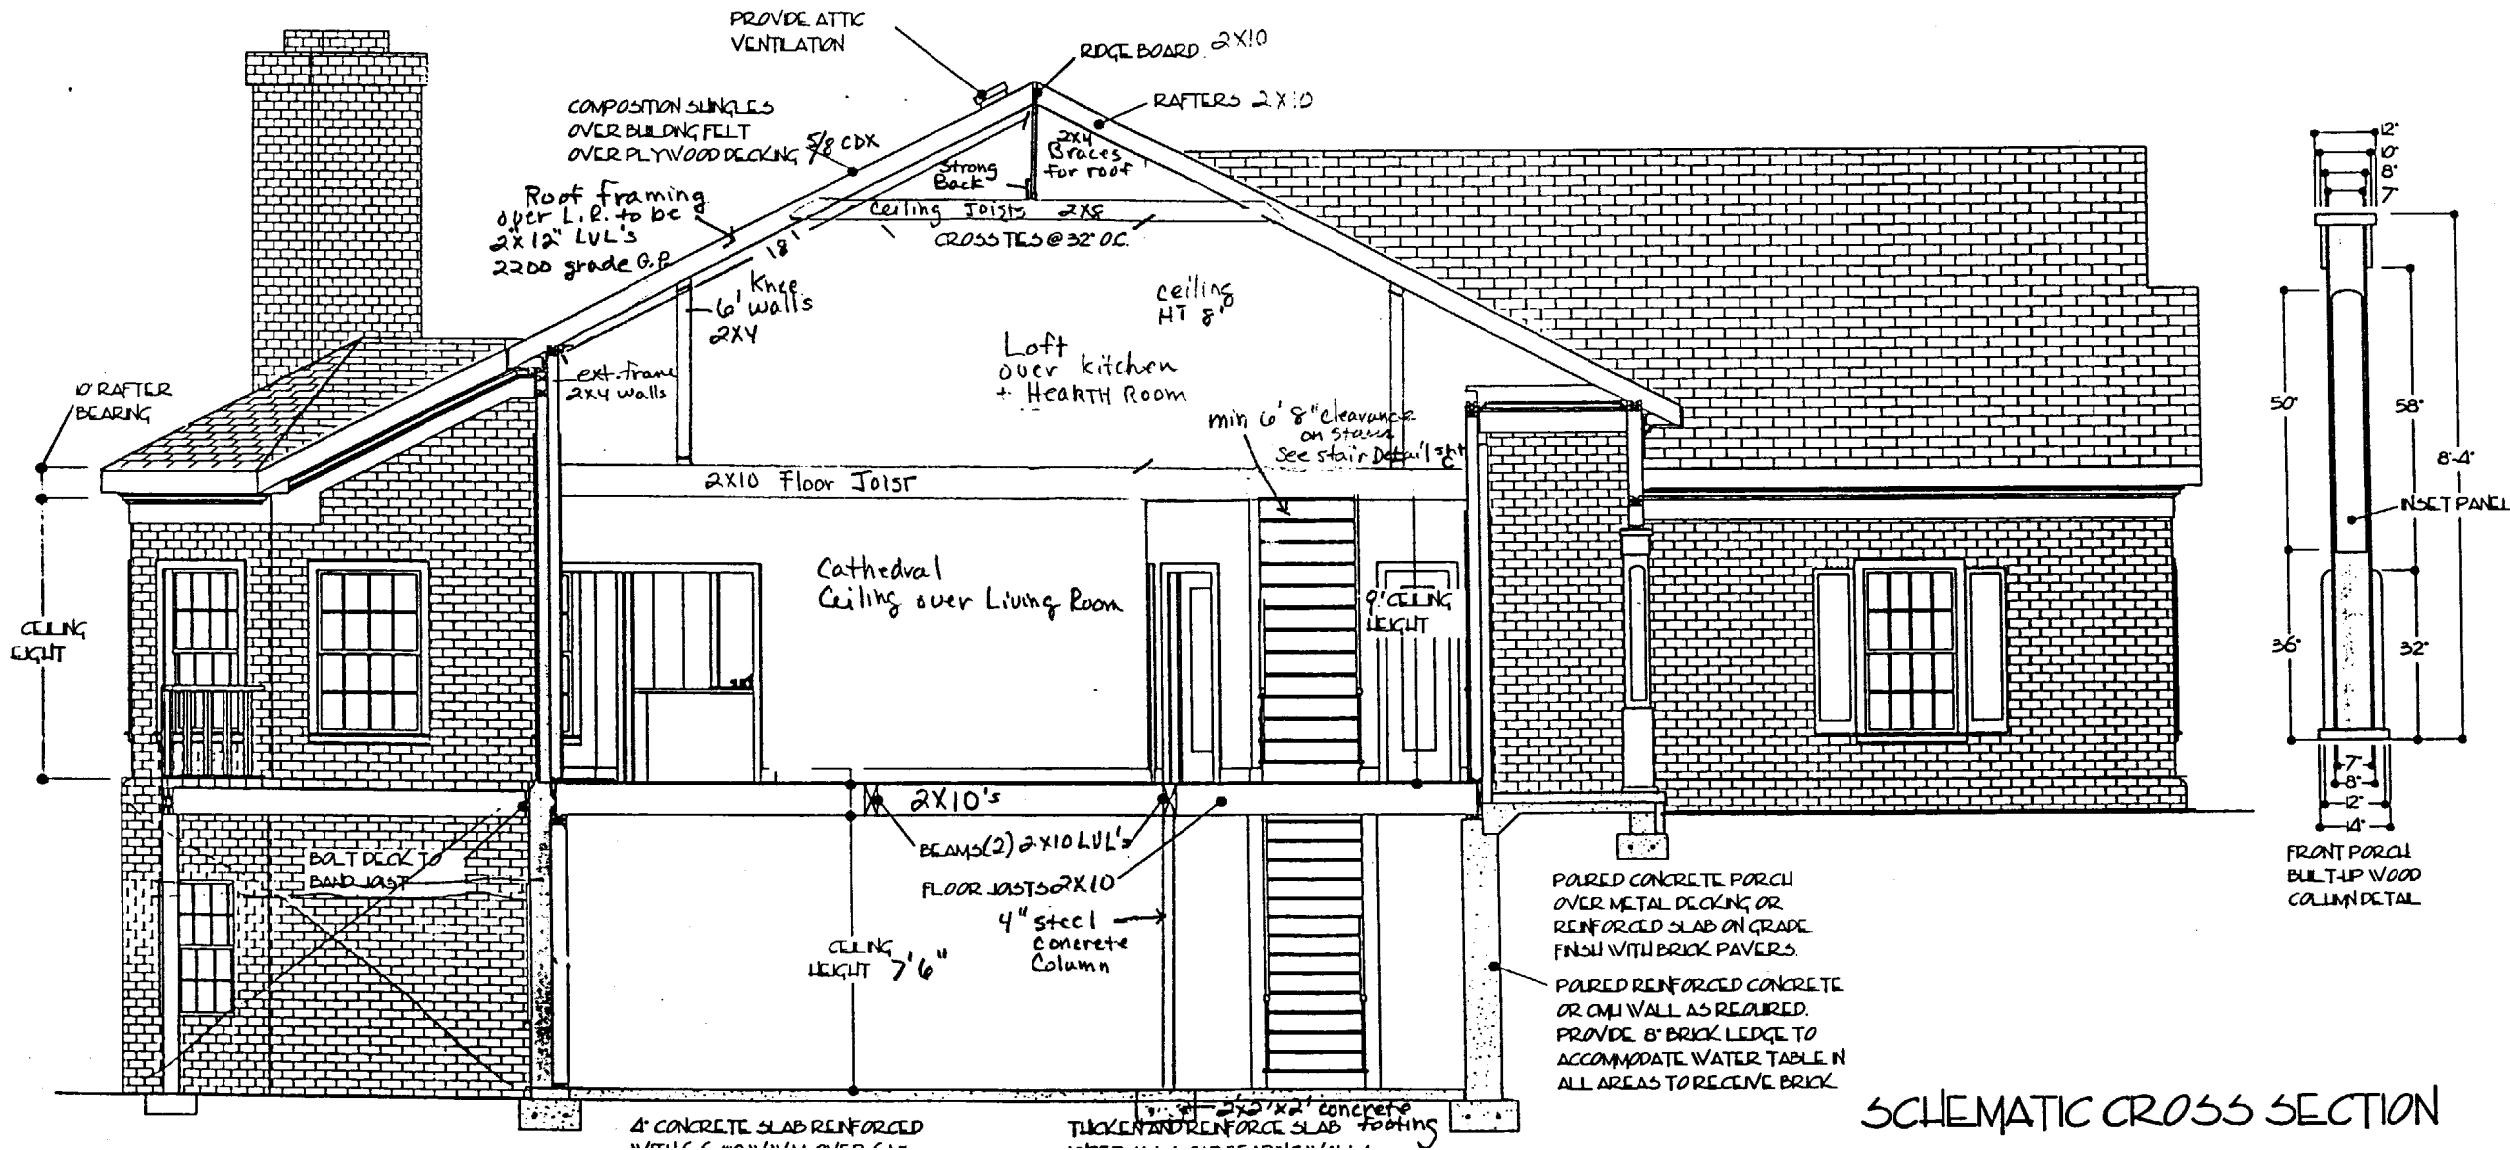 PROVIDE ATTIC
VENTILATION
RIDGE BOARD 2X10
RAFTERS 2X10
COMPOSITION SHINGLES
OVER BUILDING FELT
OVER PLYWOOD DECKING 5/8 CDX
2X4
Braces
for roof
Strong
Back
Roof framing
over L.R. to be
2"X12" LVL's
2200 grade G.P.
Ceiling Joists 2X8
CROSS TIES @ 32" O.C.
18'
Knee
6' walls
2X4
ceiling
HT 8'
Loft
over kitchen
+ HEARTH ROOM
ext. frame
2X4 walls
min 6'8" clearance
on stairs
See stair Detail sht
C
10' RAFTER
BEARING
2X10 Floor Joist
CEILING
EIGHT
Cathedral
Ceiling over Living Room
9' CEILING
HEIGHT
2X10's
BEAMS (2) 2X10 LVL's
FLOOR JOISTS 2X10
4" steel
concrete
Column
BOLT DECK TO
BAND JOIST
CEILING
HEIGHT 7'6"
POURED CONCRETE PORCH
OVER METAL DECKING OR
REINFORCED SLAB ON GRADE
FINISH WITH BRICK PAVERS.
POURED REINFORCED CONCRETE
OR CMU WALL AS REQUIRED.
PROVIDE 8" BRICK LEDGE TO
ACCOMMODATE WATER TABLE IN
ALL AREAS TO RECEIVE BRICK
2'x2'x2' concrete
footing
4" CONCRETE SLAB REINFORCED
THICKEN AND REINFORCE SLAB
12"
10"
8"
7"
50"
58"
8'-4"
INSET PANEL
36"
32"
7"
8"
12"
14"
FRONT PORCH
BUILT-UP WOOD
COLUMN DETAIL
SCHEMATIC CROSS SECTION